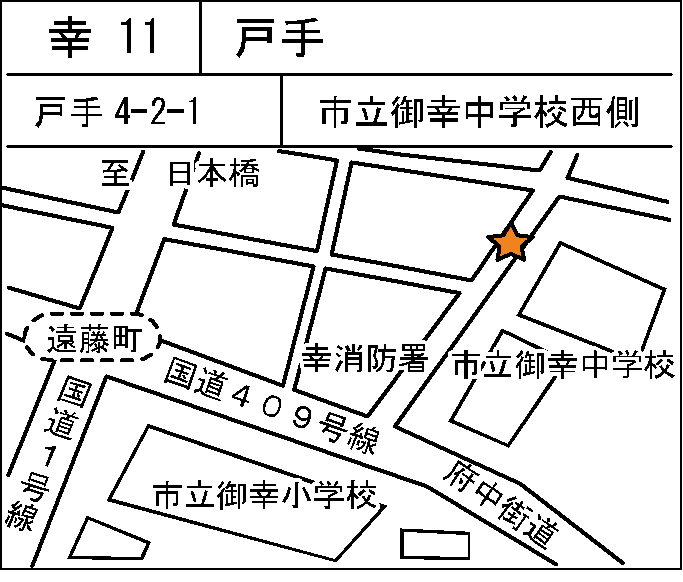 幸 11
戸手
戸手 4-2-1
市立御幸中学校西側
至 日本橋
遠藤町
幸消防署
市立御幸中学校
国道409号線
国道1号線
市立御幸小学校
府中街道